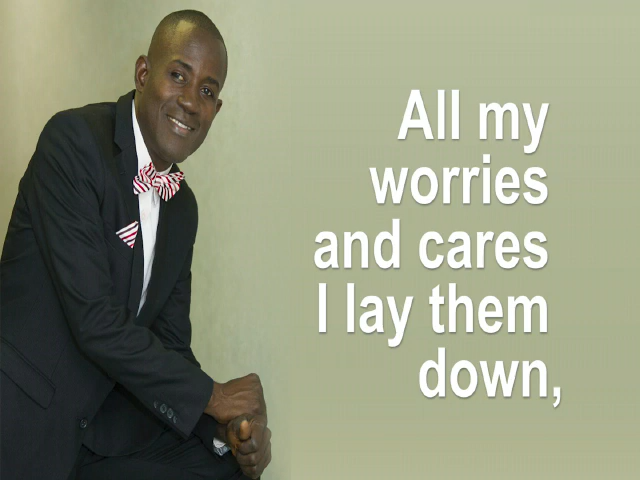 All my
worries
and cares
I lay them
down,